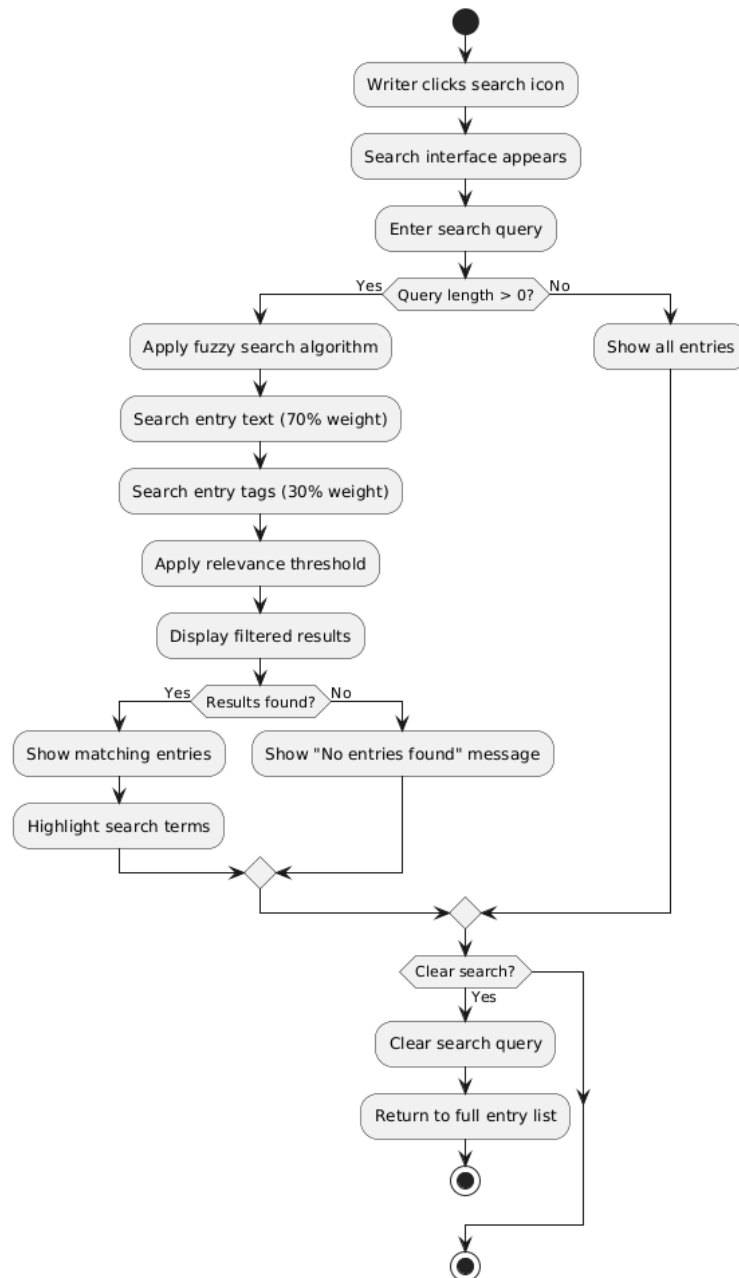 Writer clicks search icon
Search interface appears
Enter search query
Yes
Query length > 0?
No
Apply fuzzy search algorithm
Show all entries
Search entry text (70% weight)
Search entry tags (30% weight)
Apply relevance threshold
Display filtered results
Yes
Results found?
No
Show matching entries
Show "No entries found" message
Highlight search terms
Clear search?
Yes
Clear search query
Return to full entry list